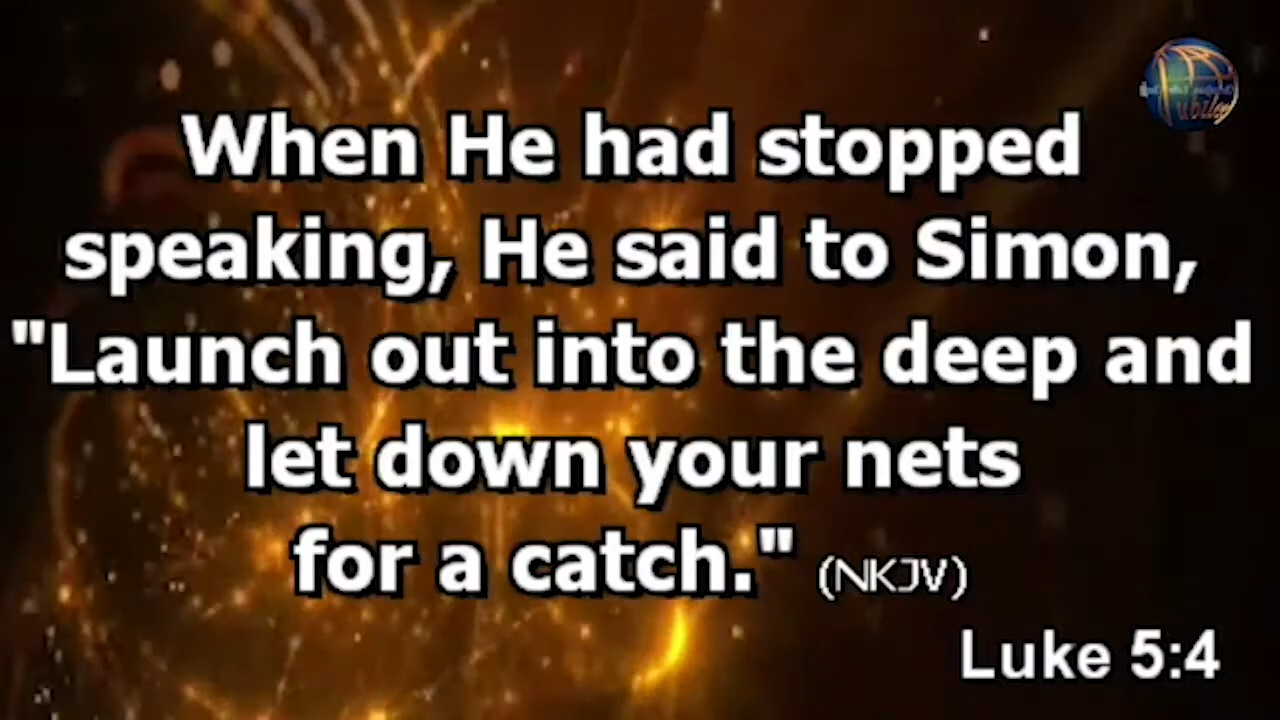 When He had stopped
speaking, He said to Simon,
"Launch out into the deep and
let down your nets
for a catch." (NKJV)
Luke 5:4